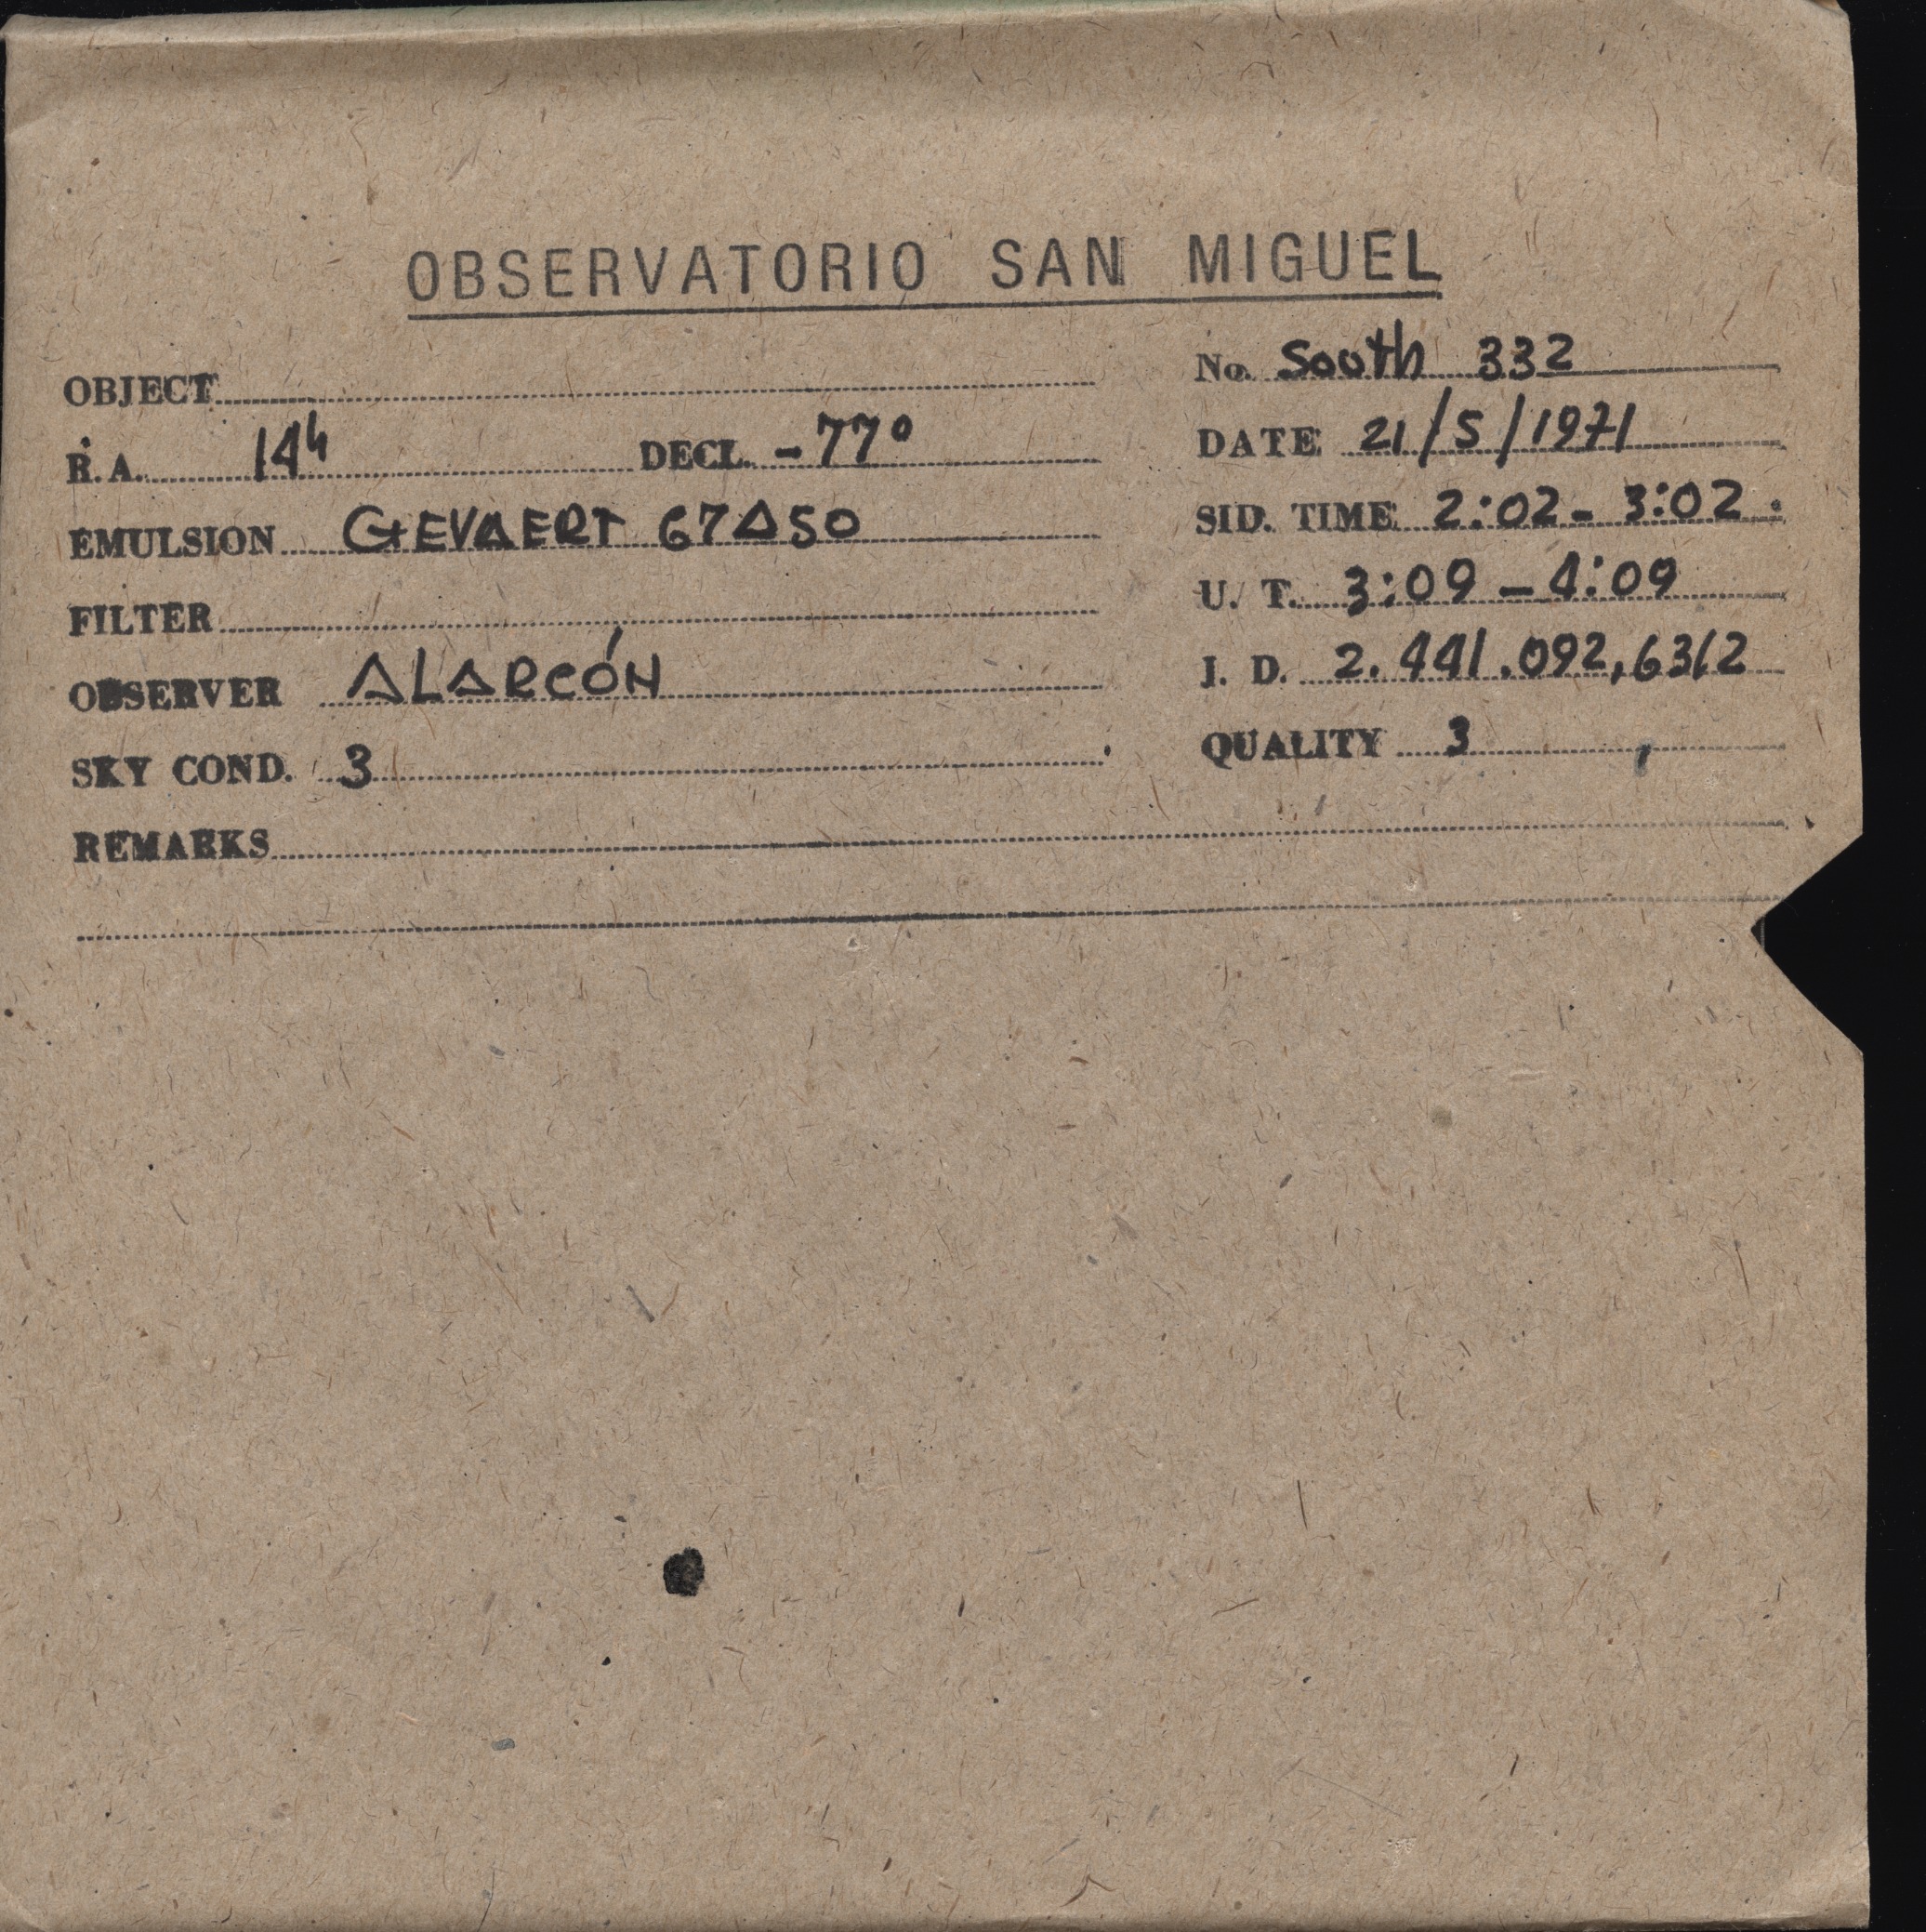 OBSERVATORIO SAN MIGUEL
No. South 332
OBJECT
DATE 21/5/1971
R.A. 14h DECL. -77°
SID. TIME 2:02 - 3:02
EMULSION GEVAERT 67A50
U. T. 3:09 - 4:09
FILTER
J. D. 2.441.092,6312
OBSERVER ALARCÓN
QUALITY 3
SKY COND. 3
REMARKS